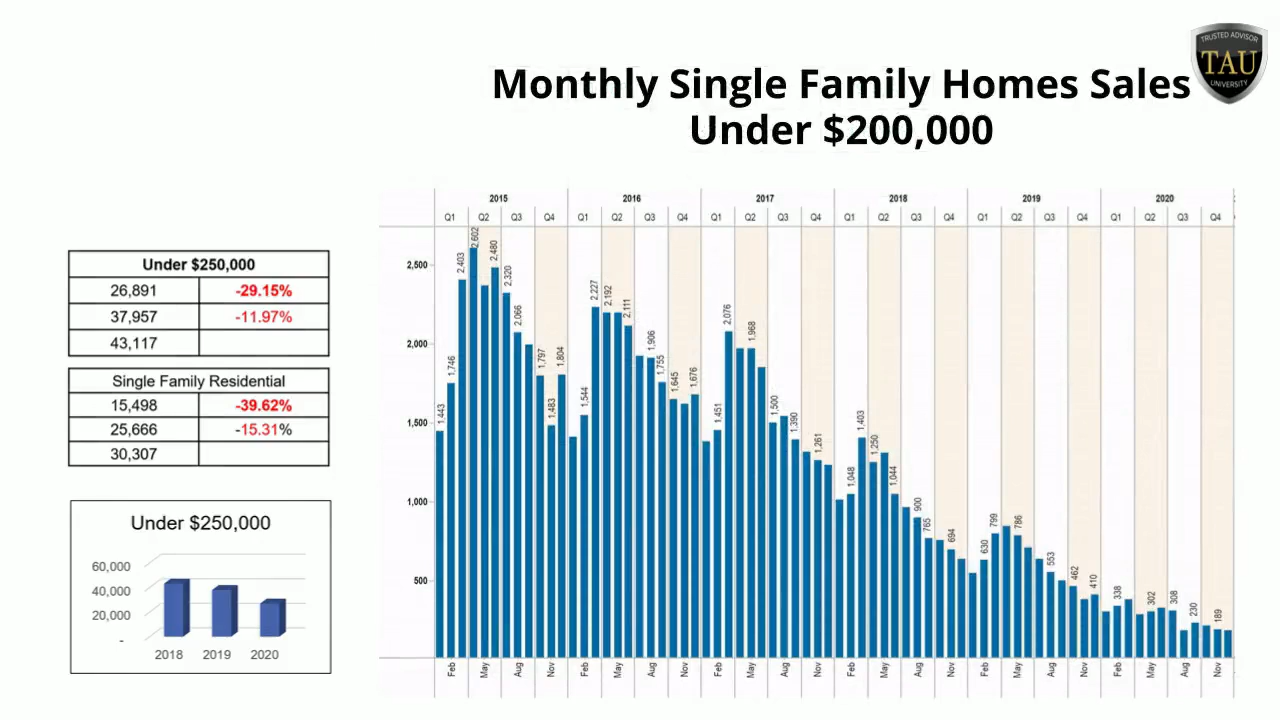 TRUSTED ADVISOR
TAU
UNIVERSITY
Monthly Single Family Homes Sales
Under $200,000
Under $250,000
26,891 -29.15%
37,957 -11.97%
43,117
Single Family Residential
15,498 -39.62%
25,666 -15.31%
30,307
Under $250,000
60,000
40,000
20,000
-
2018 2019 2020
2015 2016 2017 2018 2019 2020
Q1 Q2 Q3 Q4 Q1 Q2 Q3 Q4 Q1 Q2 Q3 Q4 Q1 Q2 Q3 Q4 Q1 Q2 Q3 Q4 Q1 Q2 Q3 Q4
2,500
2,000
1,500
1,000
500
1,443 1,746 2,403 2,602 2,480 2,320 2,066 1,797 1,483 1,804 1,544 2,227 2,192 2,111 1,906 1,755 1,645 1,676 1,451 2,076 1,968 1,500 1,390 1,261 1,048 1,403 1,250 1,044 900 765 694 630 799 786 553 462 410 338 302 308 230 189
Feb May Aug Nov Feb May Aug Nov Feb May Aug Nov Feb May Aug Nov Feb May Aug Nov Feb May Aug Nov